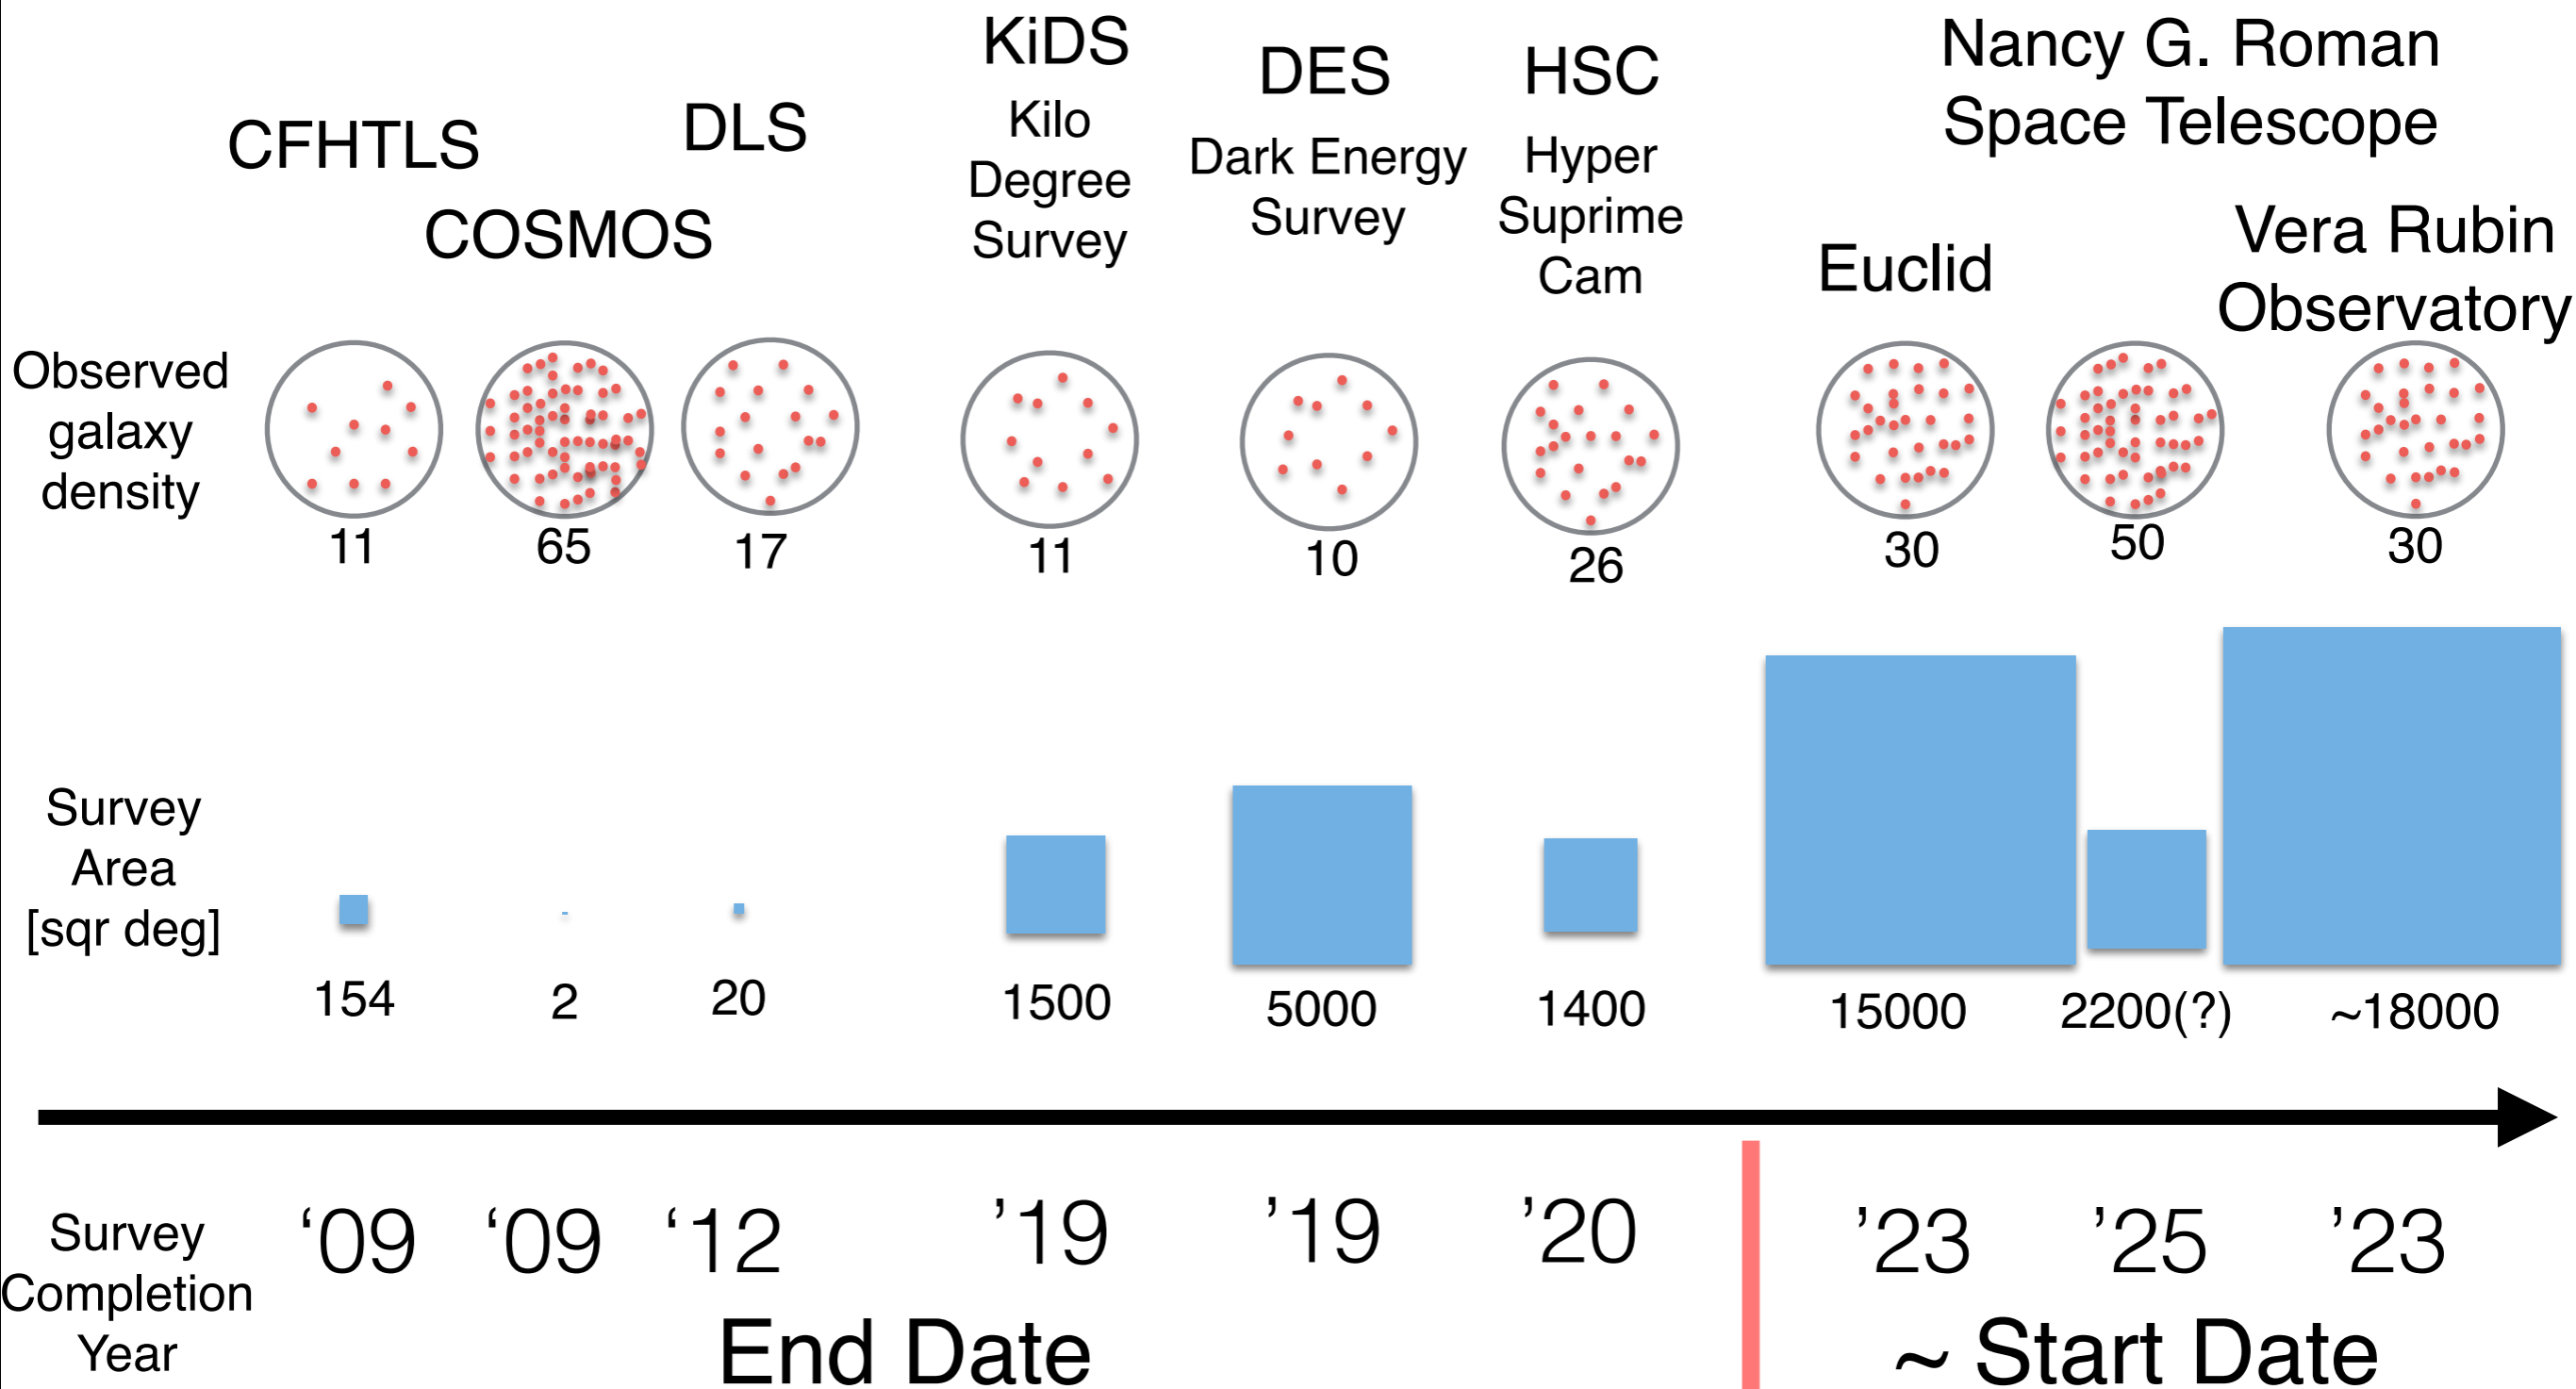 KiDS
Kilo
Degree
Survey
DES
Dark Energy
Survey
HSC
Hyper
Suprime
Cam
Nancy G. Roman
Space Telescope
CFHTLS
DLS
COSMOS
Euclid
Vera Rubin
Observatory
Observed
galaxy
density
11
65
17
11
10
26
30
50
30
Survey
Area
[sqr deg]
154
2
20
1500
5000
1400
15000
2200(?)
~18000
Survey
Completion
Year
‘09
‘09
‘12
’19
’19
’20
’23
’25
’23
End Date
~ Start Date